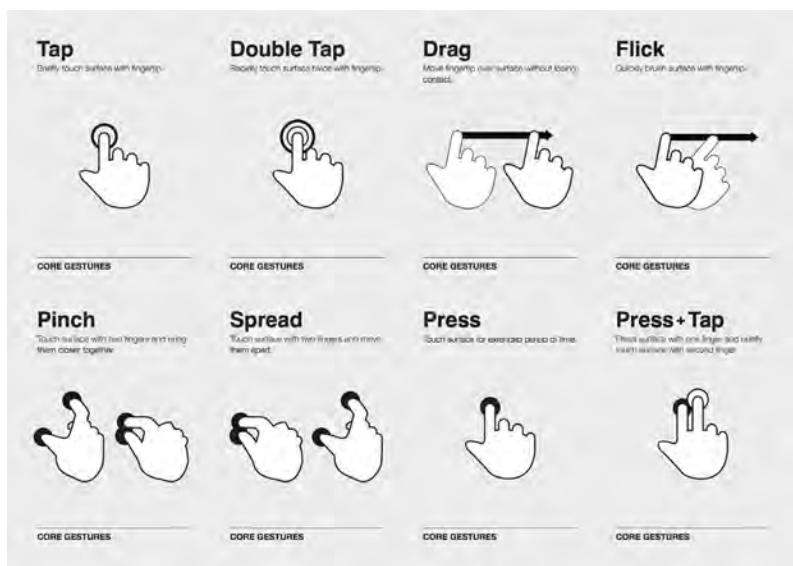 Tap
Briefly touch surface with fingertip.
Double Tap
Rapidly touch surface twice with fingertip.
Drag
Move fingertip over surface without losing
contact.
Flick
Quickly brush surface with fingertip.
CORE GESTURES
CORE GESTURES
CORE GESTURES
CORE GESTURES
Pinch
Touch surface with two fingers and bring
them closer together.
Spread
Touch surface with two fingers and move
them apart.
Press
Touch surface for extended period of time.
Press+Tap
Press surface with one finger and briefly
touch surface with second finger.
CORE GESTURES
CORE GESTURES
CORE GESTURES
CORE GESTURES